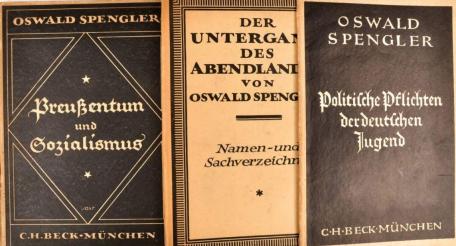 OSWALD SPENGLER
Preußentum
und
Sozialismus
C.H.BECK·MÜNCHEN
DER
UNTERGAN
DES
ABENDLAND
VON
OSWALD SPENG
Namen-und
Sachverzeichn
OSWALD
SPENGLER
Politische Pflichten
der deutschen
Jugend
C·H·BECK·MÜNCHEN